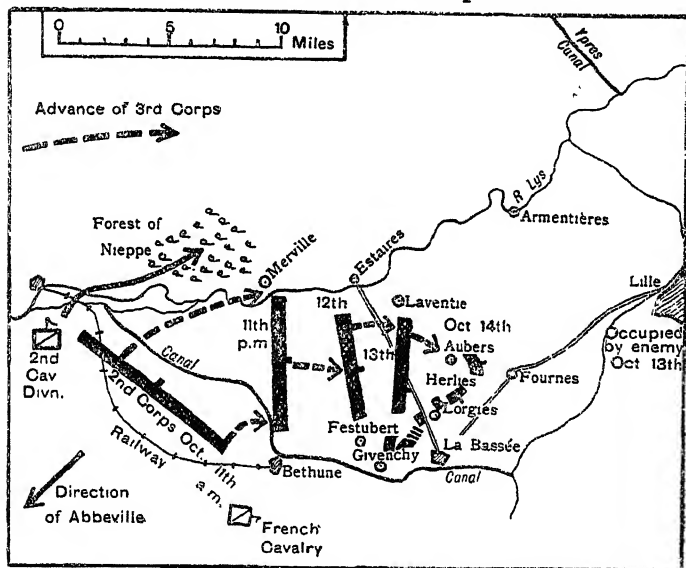 0 5 10
Miles
Ypres
Canal
Advance of 3rd Corps
R Lys
Armentières
Forest of
Nieppe
Merville
Estaires
Lille
Laventie
12th
11th
p.m
13th
Oct 14th
Aubers
Occupied
by enemy
Oct 13th
2nd
Cav
Divn.
Canal
2nd Corps Oct. 11th
a m.
Herlies
Fournes
Lorgies
Festubert
Givenchy
La Bassée
Railway
Bethune
Canal
Direction
of Abbeville
French
Cavalry